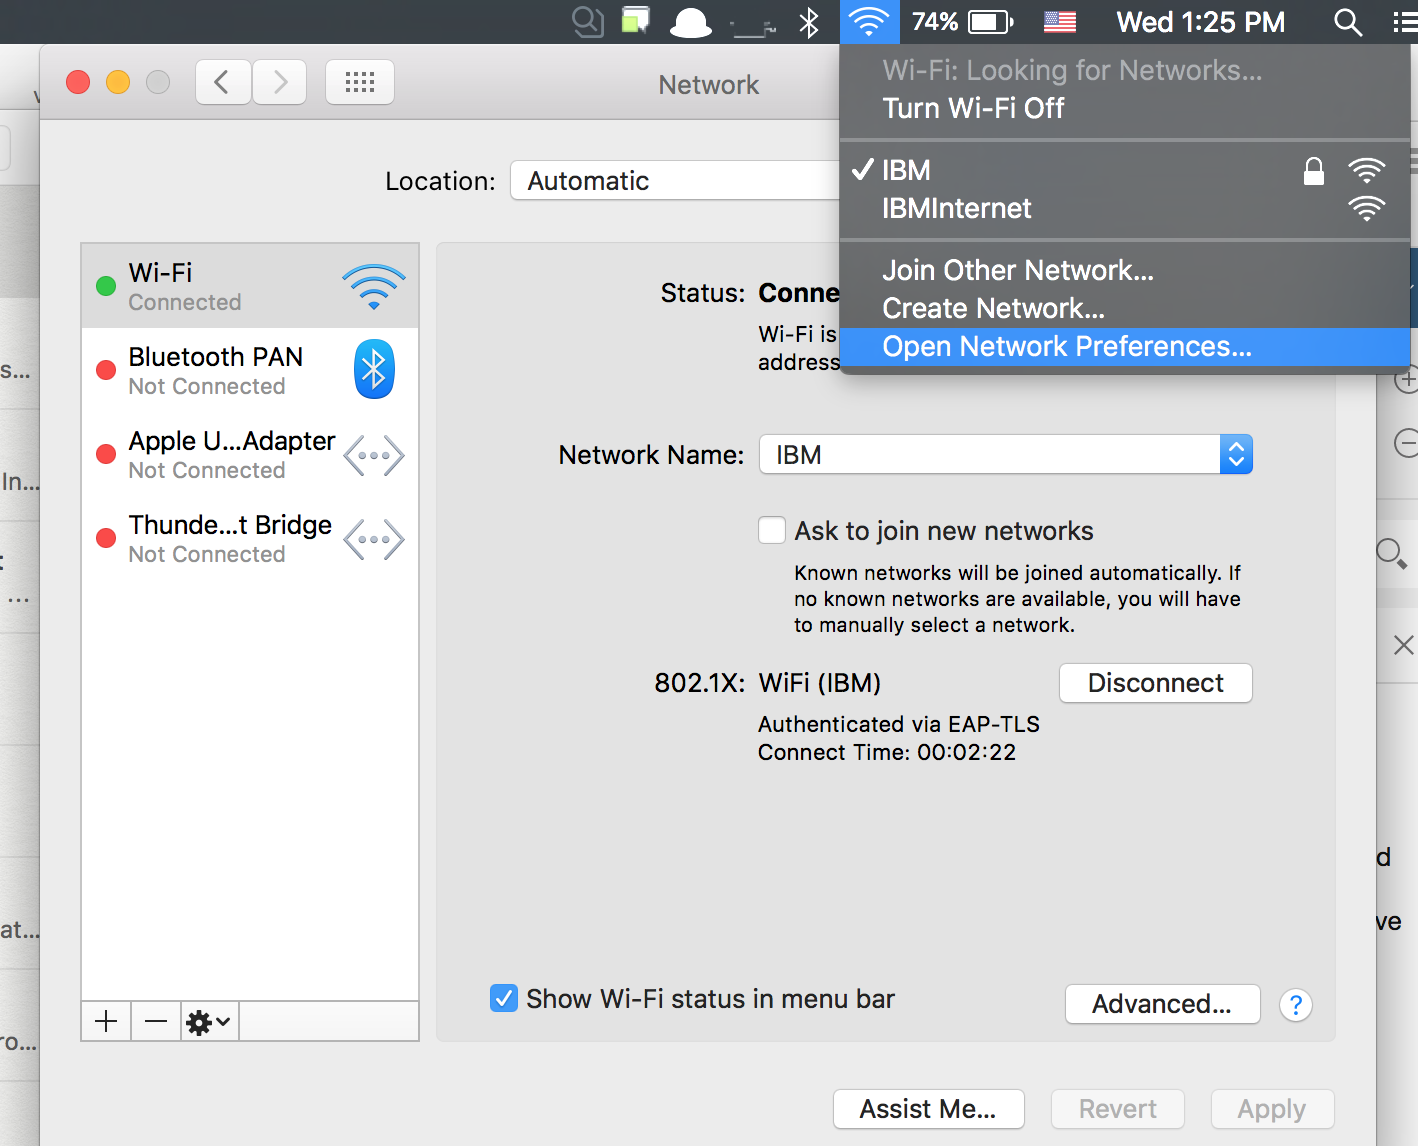 74%
Wed 1:25 PM
Network
Wi-Fi: Looking for Networks...
Turn Wi-Fi Off
IBM
IBMInternet
Join Other Network...
Create Network...
Open Network Preferences...
Location: Automatic
Wi-Fi
Connected
Bluetooth PAN
Not Connected
Apple U...Adapter
Not Connected
Thunde...t Bridge
Not Connected
Status: Conne
Wi-Fi is
address
Network Name: IBM
Ask to join new networks
Known networks will be joined automatically. If
no known networks are available, you will have
to manually select a network.
802.1X: WiFi (IBM)
Disconnect
Authenticated via EAP-TLS
Connect Time: 00:02:22
Show Wi-Fi status in menu bar
Advanced...
?
Assist Me...
Revert
Apply
s...
In...
...
at...
ro...
d
ve